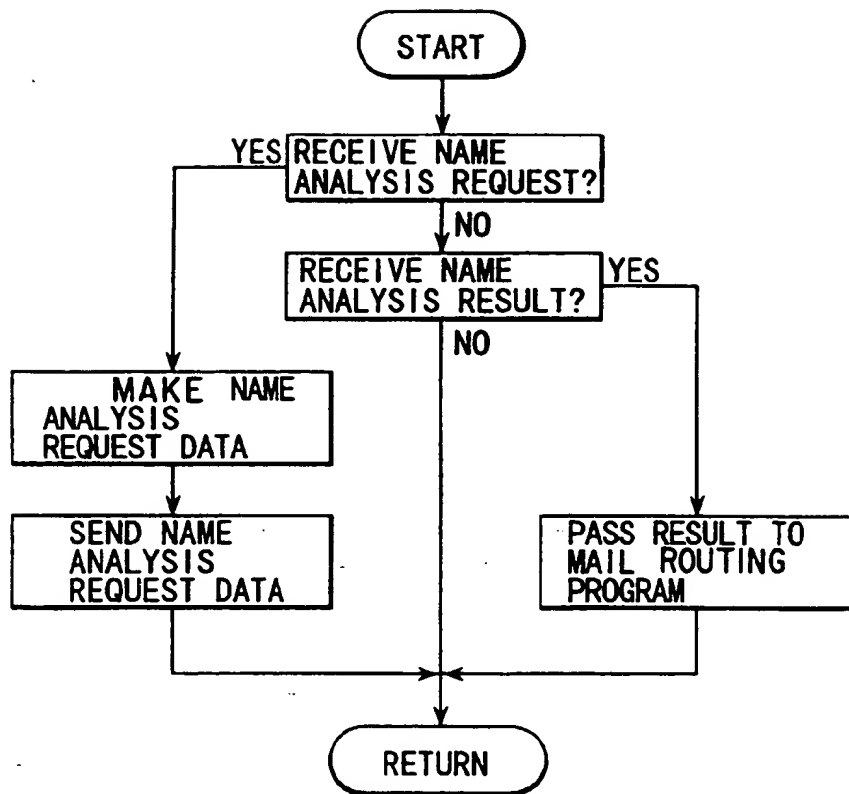 START
YES
RECEIVE NAME
ANALYSIS REQUEST?
NO
RECEIVE NAME
ANALYSIS RESULT?
YES
NO
MAKE NAME
ANALYSIS
REQUEST DATA
SEND NAME
ANALYSIS
REQUEST DATA
PASS RESULT TO
MAIL ROUTING
PROGRAM
RETURN